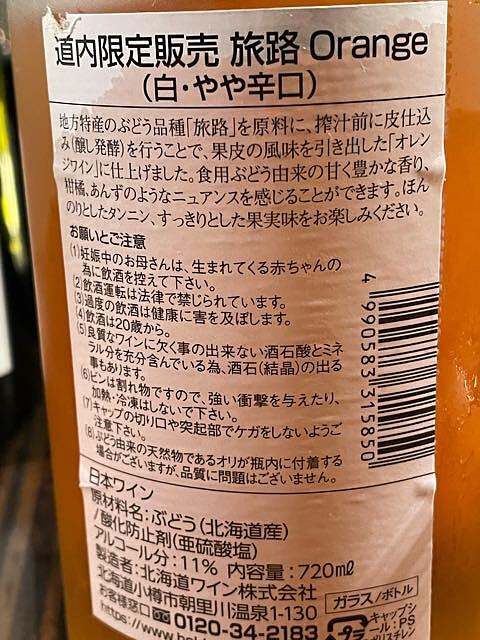 道内限定販売 旅路 Orange
(白・やや辛口)
地方特産のぶどう品種「旅路」を原料に、搾汁前に皮仕込
み(醸し発酵)を行うことで、果皮の風味を引き出した「オレン
ジワイン」に仕上げました。食用ぶどう由来の甘く豊かな香り、
柑橘、あんずのようなニュアンスを感じることができます。ほん
のりとしたタンニン、すっきりとした果実味をお楽しみください。
お願いとご注意
(1)妊娠中のお母さんは、生まれてくる赤ちゃんの
為に飲酒を控えて下さい。
(2)飲酒運転は法律で禁じられています。
(3)過度の飲酒は健康に害を及ぼします。
(4)飲酒は20歳から。
(5)良質なワインに欠く事の出来ない酒石酸とミネ
ラル分を充分含んでいる為、酒石(結晶)の出る
事もあります。
(6)ビンは割れ物ですので、強い衝撃を与えたり、
加熱・冷凍はしないで下さい。
(7)キャップの切り口や突起部でケガをしないようご
注意下さい。
(8)ぶどう由来の天然物であるオリが瓶内に付着する
場合がございますが、品質に問題はございません。
4 990583 315850
日本ワイン
原材料名:ぶどう(北海道産)
/酸化防止剤(亜硫酸塩)
アルコール分:11% 内容量:720mℓ
製造者:北海道ワイン株式会社
北海道小樽市朝里川温泉1-130
お客様窓口 0120-34-2183
https://www.
ガラス/ボトル
キャップシ
ール:PS